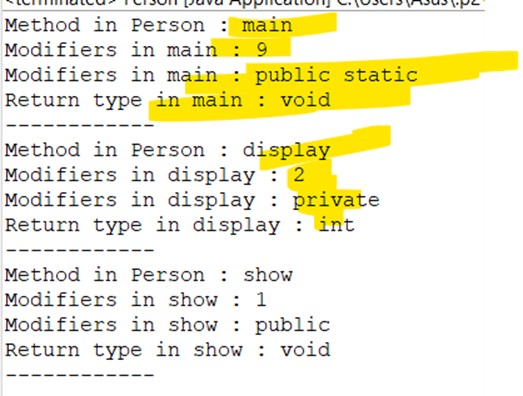 <terminated> Person [Java Application] C:\Users\Asus\.p2
Method in Person : main
Modifiers in main : 9
Modifiers in main : public static
Return type in main : void
------------
Method in Person : display
Modifiers in display : 2
Modifiers in display : private
Return type in display : int
------------
Method in Person : show
Modifiers in show : 1
Modifiers in show : public
Return type in show : void
------------